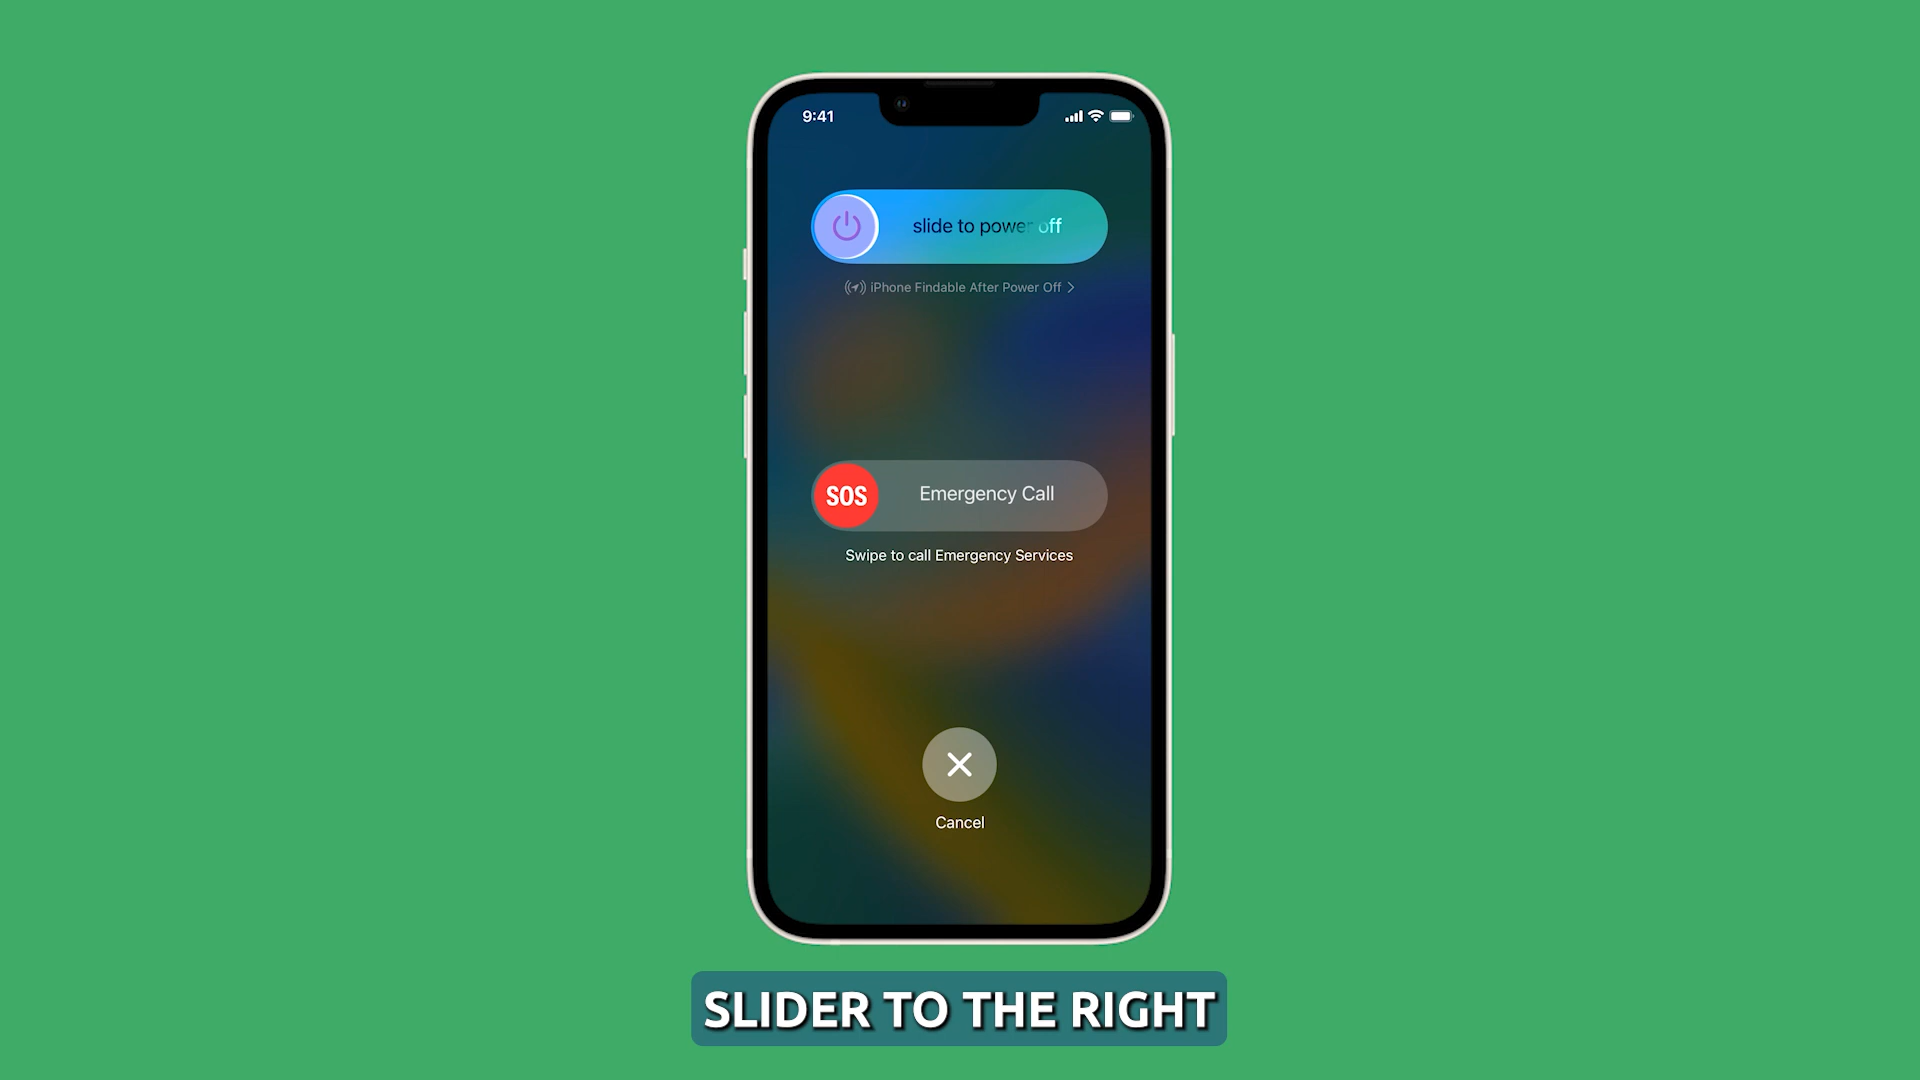 9:41
slide to power off
iPhone Findable After Power Off
SOS
Emergency Call
Swipe to call Emergency Services
Cancel
SLIDER TO THE RIGHT